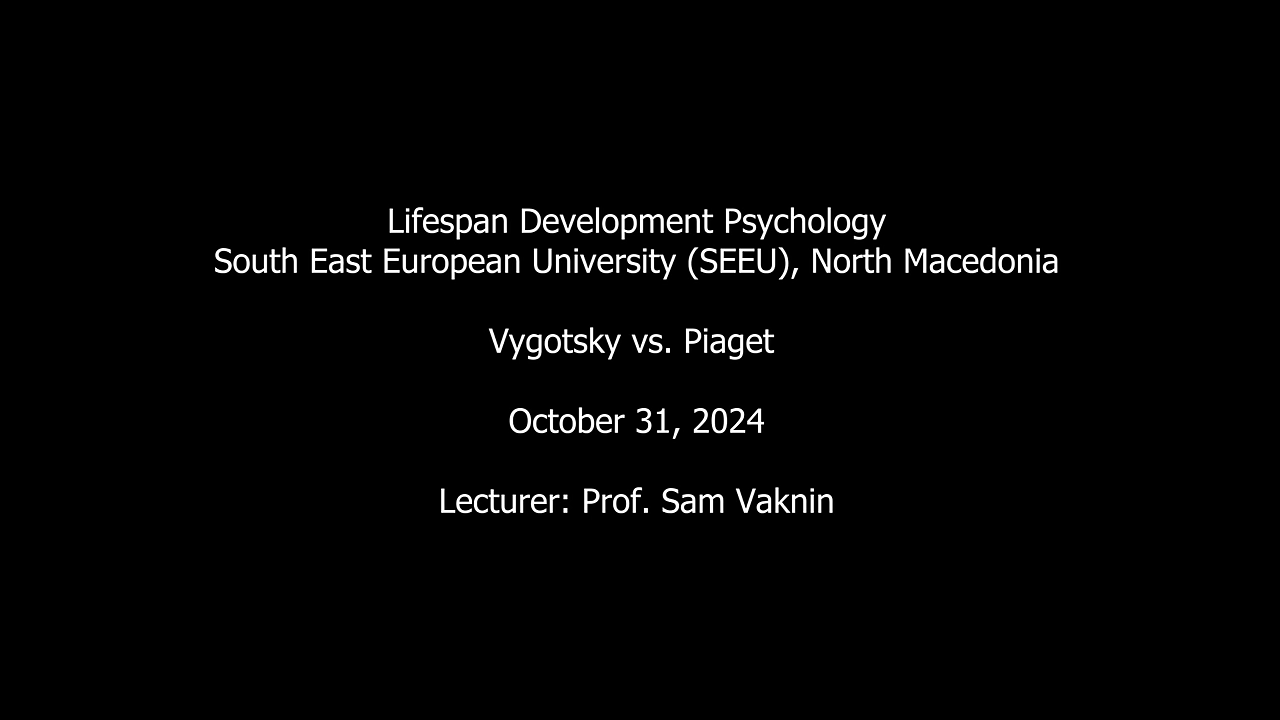 Lifespan Development Psychology
South East European University (SEEU), North Macedonia
Vygotsky vs. Piaget
October 31, 2024
Lecturer: Prof. Sam Vaknin